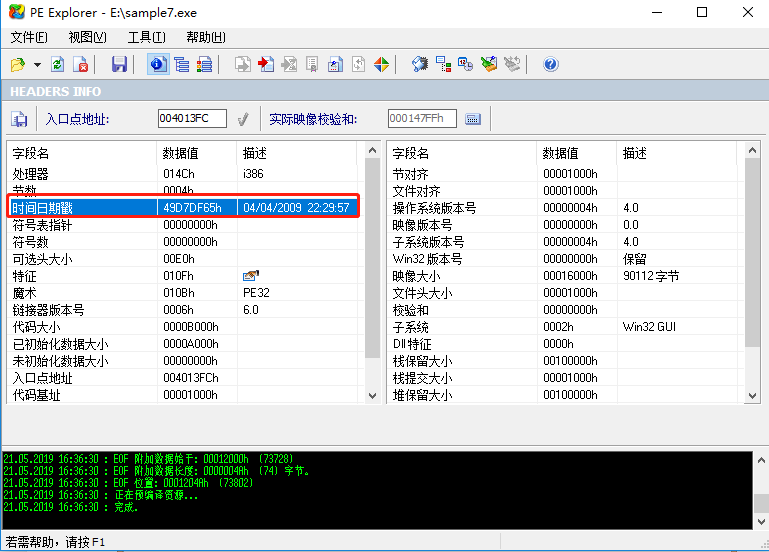 PE Explorer - E:\sample7.exe
文件(F) 视图(V) 工具(T) 帮助(H)
HEADERS INFO
入口点地址: 004013FC 实际映像校验和: 000147FFh
字段名 数据值 描述
处理器 014Ch i386
节数 0004h
时间日期戳 49D7DF65h 04/04/2009 22:29:57
符号表指针 00000000h
符号数 00000000h
可选头大小 00E0h
特征 010Fh
魔术 010Bh PE32
链接器版本号 0006h 6.0
代码大小 0000B000h
已初始化数据大小 0000A000h
未初始化数据大小 00000000h
入口点地址 004013FCh
代码基址 00001000h
字段名 数据值 描述
节对齐 00001000h
文件对齐 00001000h
操作系统版本号 00000004h 4.0
映像版本号 00000000h 0.0
子系统版本号 00000004h 4.0
Win32 版本号 00000000h 保留
映像大小 00016000h 90112 字节
文件头大小 00001000h
校验和 00000000h
子系统 0002h Win32 GUI
Dll 特征 0000h
栈保留大小 00100000h
栈提交大小 00001000h
堆保留大小 00100000h
21.05.2019 16:36:30 : EOF 附加数据始于: 00012000h (73728)
21.05.2019 16:36:30 : EOF 附加数据长度: 0000004Ah (74) 字节。
21.05.2019 16:36:30 : EOF 位置: 0001204Ah (73802)
21.05.2019 16:36:30 : 正在预编译资源...
21.05.2019 16:36:30 : 完成.
若需帮助，请按 F1